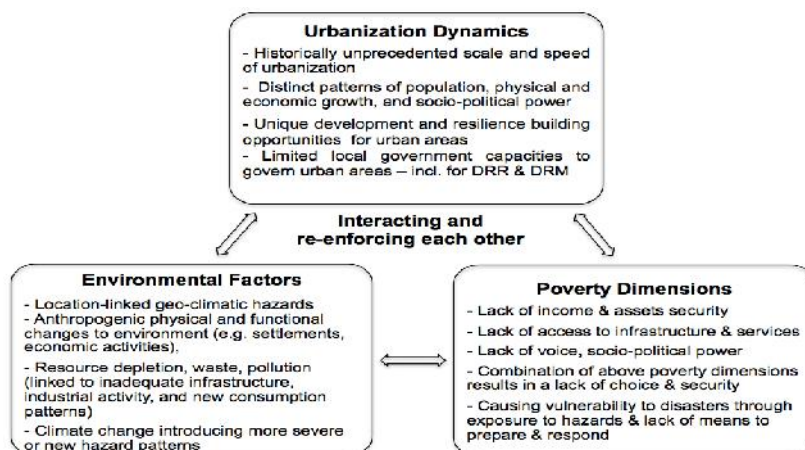 Urbanization Dynamics
- Historically unprecedented scale and speed
of urbanization
- Distinct patterns of population, physical and
economic growth, and socio-political power
- Unique development and resilience building
opportunities for urban areas
- Limited local government capacities to
govern urban areas – incl. for DRR & DRM
Interacting and
re-enforcing each other
Environmental Factors
- Location-linked geo-climatic hazards
- Anthropogenic physical and functional
changes to environment (e.g. settlements,
economic activities),
- Resource depletion, waste, pollution
(linked to inadequate infrastructure,
industrial activity, and new consumption
patterns)
- Climate change introducing more severe
or new hazard patterns
Poverty Dimensions
- Lack of income & assets security
- Lack of access to infrastructure & services
- Lack of voice, socio-political power
- Combination of above poverty dimensions
results in a lack of choice & security
- Causing vulnerability to disasters through
exposure to hazards & lack of means to
prepare & respond